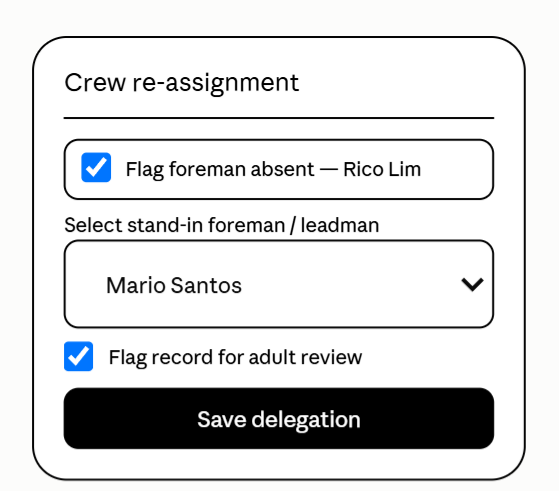 Crew re-assignment
Flag foreman absent — Rico Lim
Select stand-in foreman / leadman
Mario Santos
Flag record for adult review
Save delegation